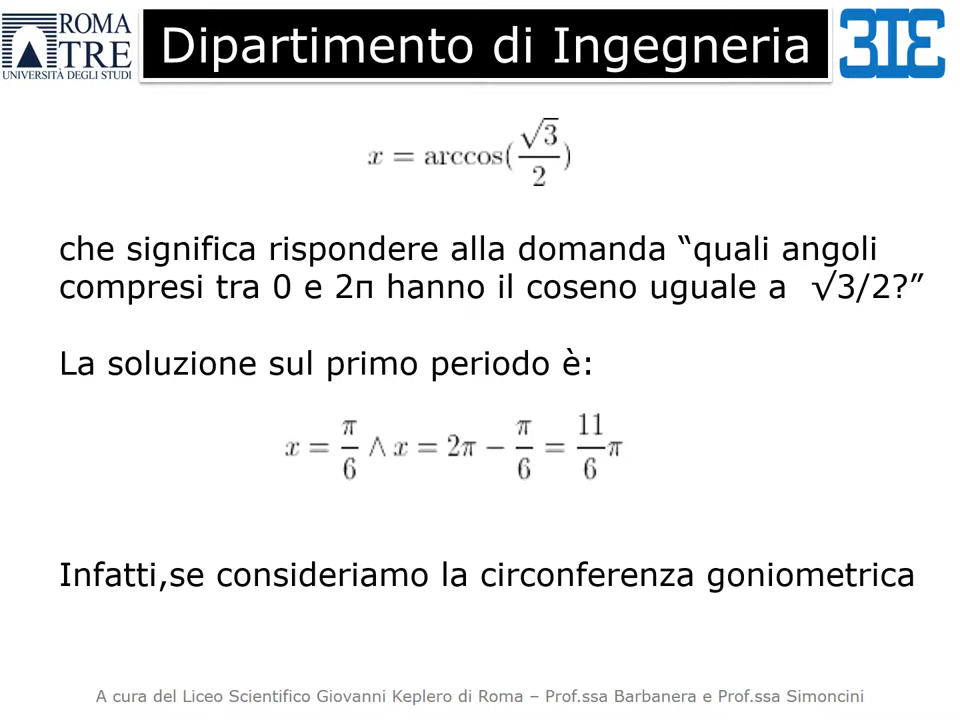 ROMA
TRE
UNIVERSITÀ DEGLI STUDI
Dipartimento di Ingegneria
x = arccos(√3/2)
che significa rispondere alla domanda “quali angoli
compresi tra 0 e 2π hanno il coseno uguale a √3/2?”
La soluzione sul primo periodo è:
x = π/6 ∧ x = 2π − π/6 = 11/6 π
Infatti,se consideriamo la circonferenza goniometrica
A cura del Liceo Scientifico Giovanni Keplero di Roma – Prof.ssa Barbanera e Prof.ssa Simoncini